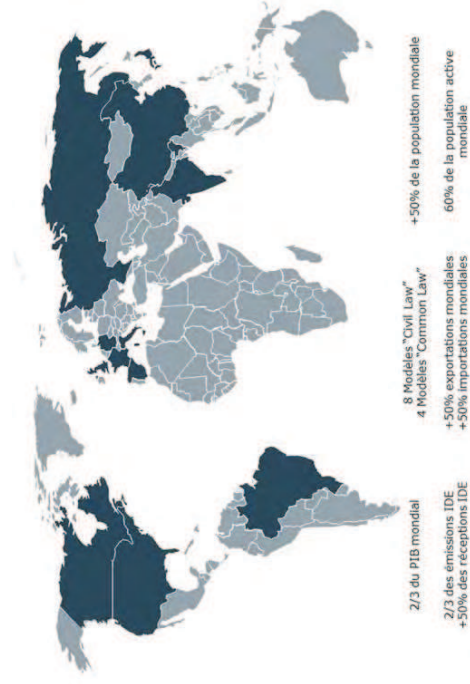 2/3 du PIB mondial
2/3 des émissions IDE
+50% des réceptions IDE
8 Modèles "Civil Law"
4 Modèles "Common Law"
+50% exportations mondiales
+50% importations mondiales
+50% de la population mondiale
60% de la population active
mondiale